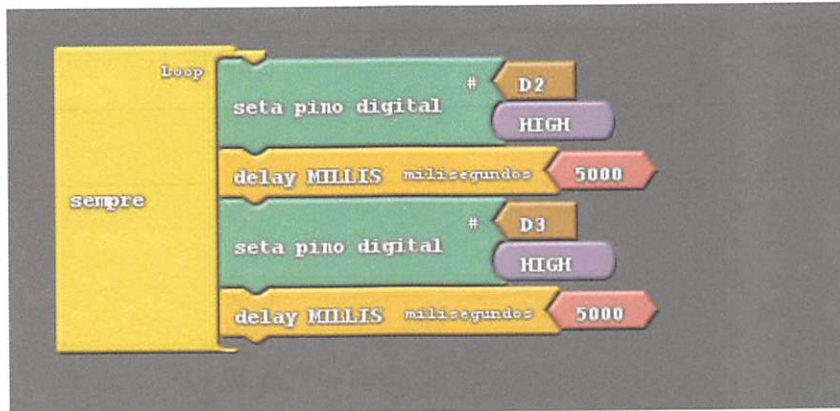 Loop
# D2
seta pino digital
HIGH
delay MILLIS milisegundos 5000
sempre
# D3
seta pino digital
HIGH
delay MILLIS milisegundos 5000